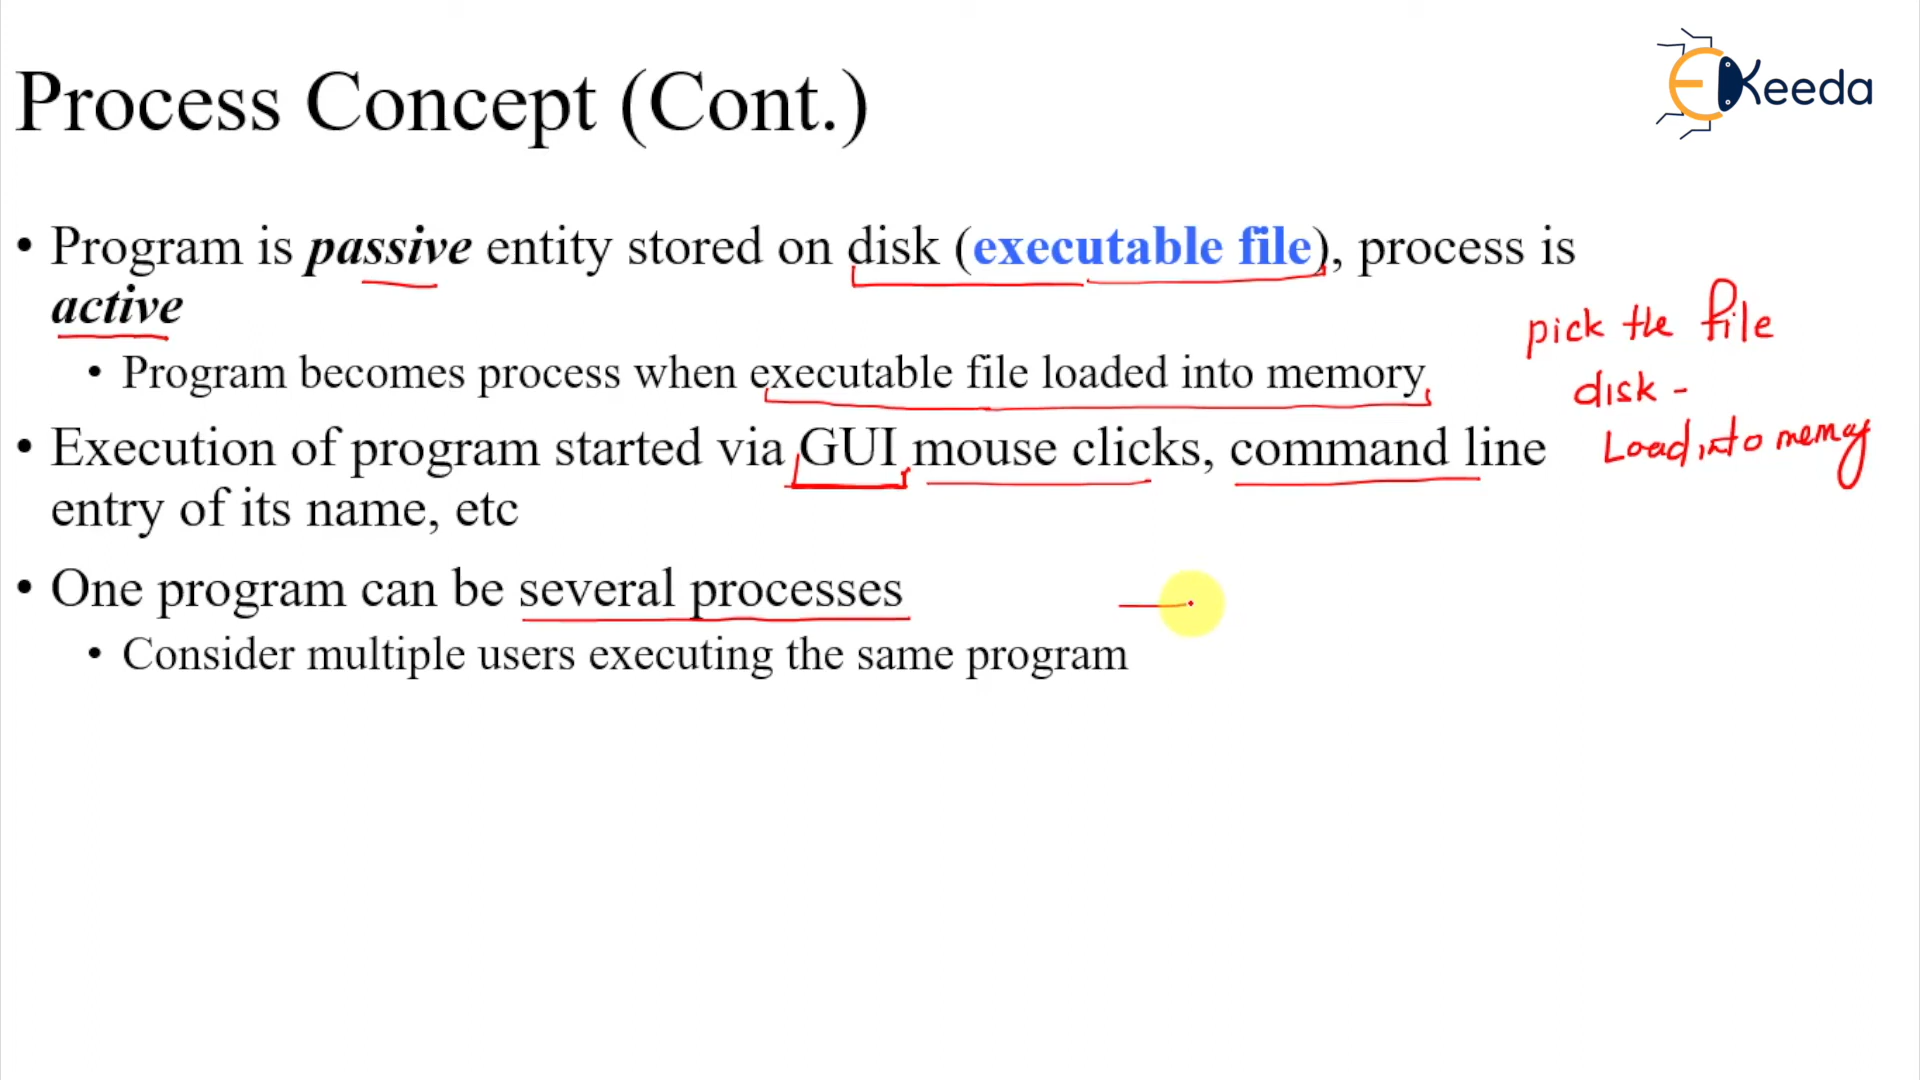 EKeeda
Process Concept (Cont.)
• Program is passive entity stored on disk (executable file), process is
active
• Program becomes process when executable file loaded into memory
• Execution of program started via GUI mouse clicks, command line
entry of its name, etc
• One program can be several processes
• Consider multiple users executing the same program
pick the file
disk -
Load into memory